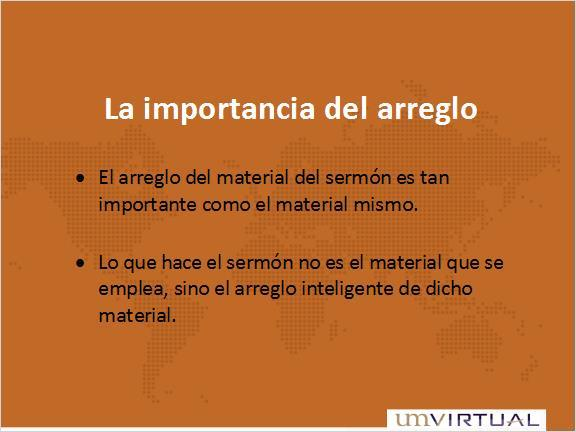 La importancia del arreglo
• El arreglo del material del sermón es tan
importante como el material mismo.
• Lo que hace el sermón no es el material que se
emplea, sino el arreglo inteligente de dicho
material.
umVIRTUAL